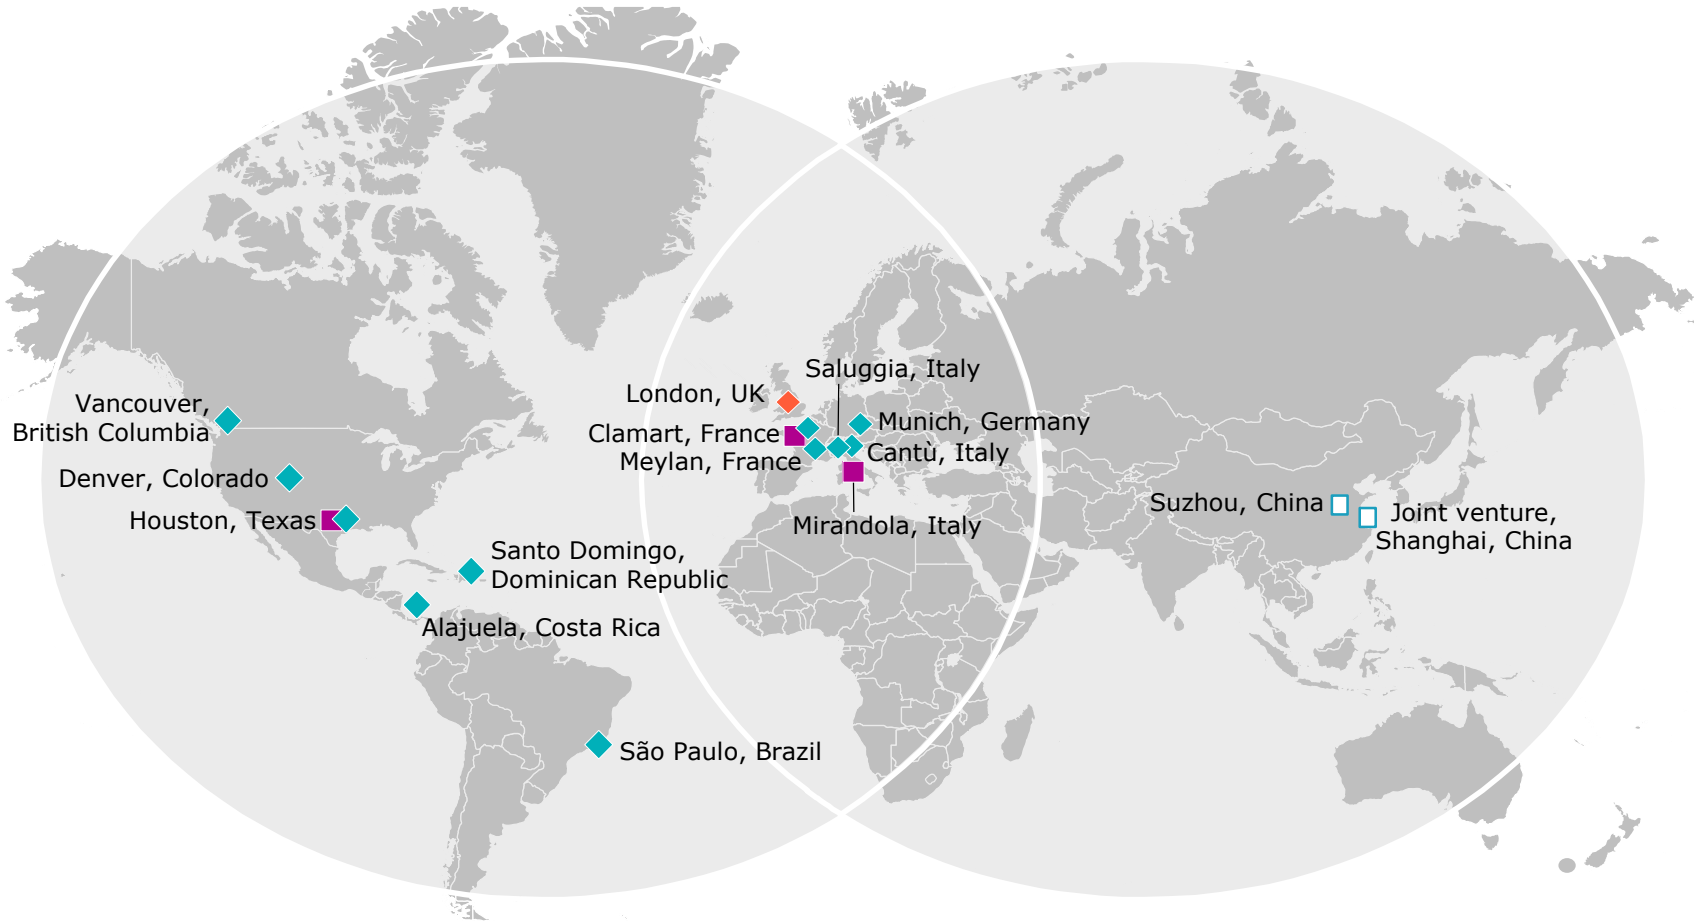 Saluggia, Italy
London, UK
Vancouver,
British Columbia
Munich, Germany
Clamart, France
Cantù, Italy
Meylan, France
Denver, Colorado
Suzhou, China
Joint venture,
Shanghai, China
Houston, Texas
Mirandola, Italy
Santo Domingo,
Dominican Republic
Alajuela, Costa Rica
São Paulo, Brazil